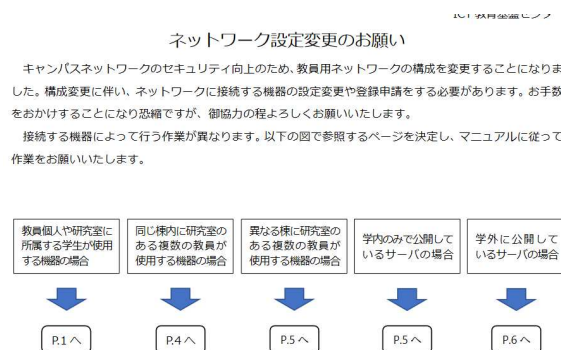 ICT 教育基盤センタ
ネットワーク設定変更のお願い
キャンパスネットワークのセキュリティ向上のため、教員用ネットワークの構成を変更することになりま
した。構成変更に伴い、ネットワークに接続する機器の設定変更や登録申請をする必要があります。お手数
をおかけすることになり恐縮ですが、御協力の程よろしくお願いいたします。
接続する機器によって行う作業が異なります。以下の図で参照するページを決定し、マニュアルに従って
作業をお願いいたします。
教員個人や研究室に
所属する学生が使用
する機器の場合
同じ棟内に研究室の
ある複数の教員が
使用する機器の場合
異なる棟に研究室の
ある複数の教員が
使用する機器の場合
学内のみで公開して
いるサーバの場合
学外に公開して
いるサーバの場合
P.1 へ
P.4 へ
P.5 へ
P.5 へ
P.6 へ